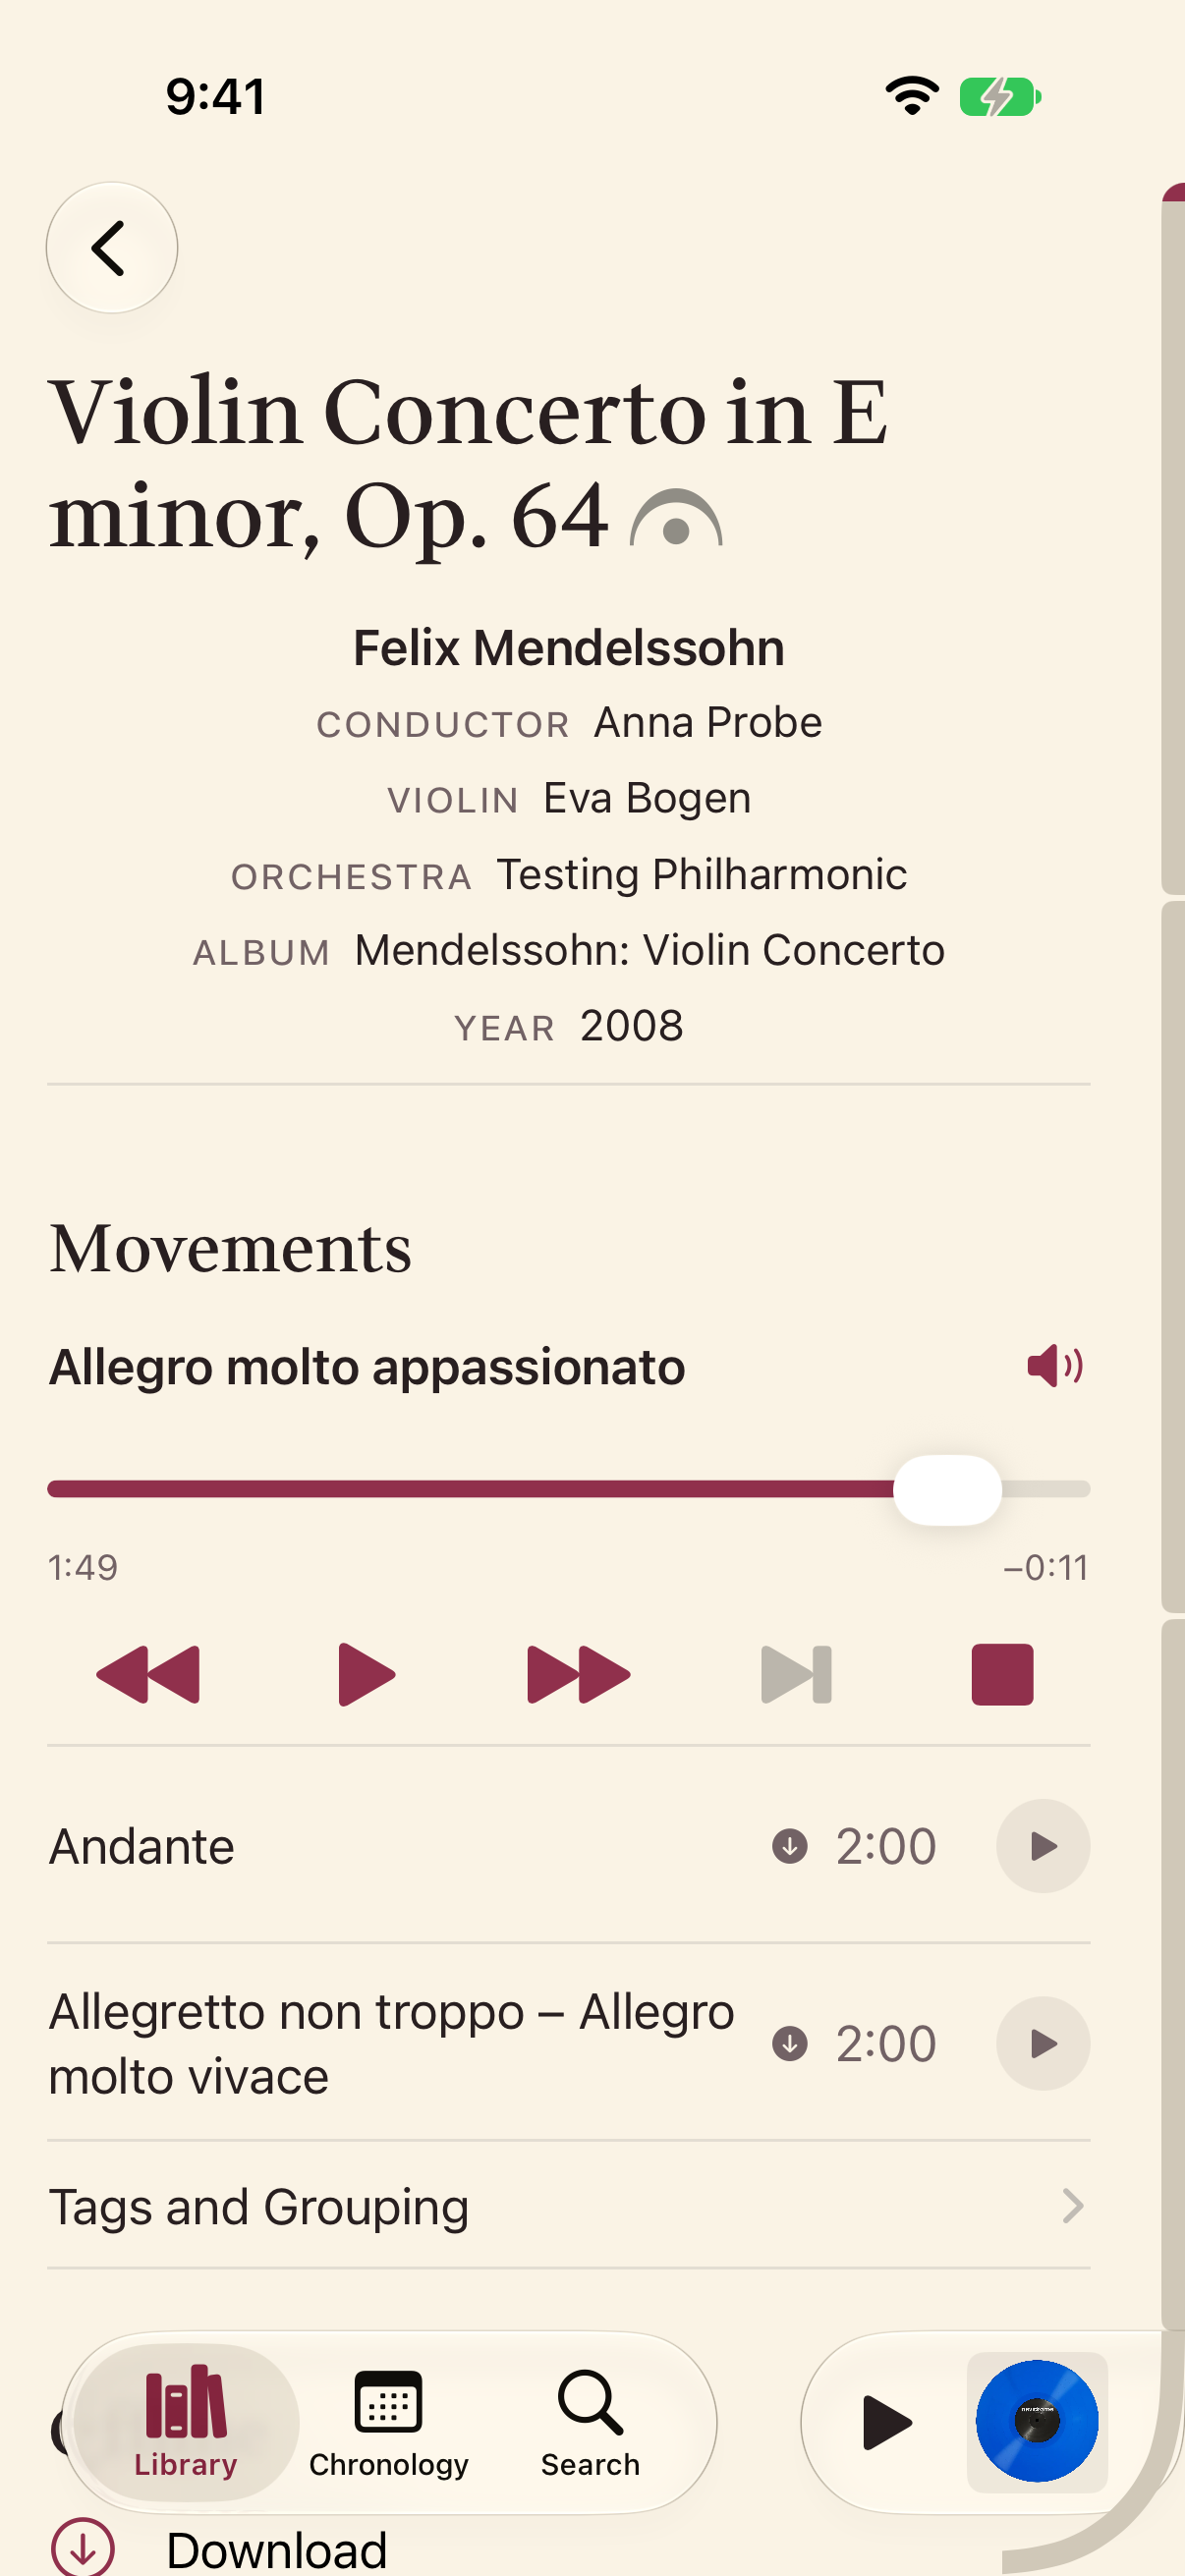 9:41
Violin Concerto in E
minor, Op. 64
Felix Mendelssohn
CONDUCTOR Anna Probe
VIOLIN Eva Bogen
ORCHESTRA Testing Philharmonic
ALBUM Mendelssohn: Violin Concerto
YEAR 2008
Movements
Allegro molto appassionato
1:49 –0:11
Andante 2:00
Allegretto non troppo – Allegro
molto vivace 2:00
Tags and Grouping
Library Chronology Search
Download